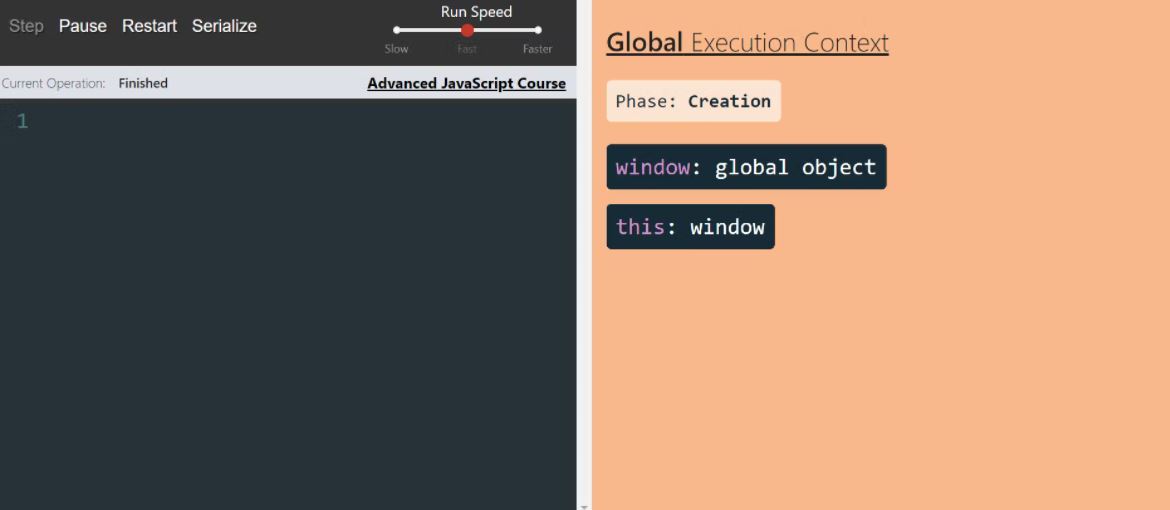 Step Pause Restart Serialize
Run Speed
Slow Fast Faster
Current Operation: Finished
Advanced JavaScript Course
1
Global Execution Context
Phase: Creation
window: global object
this: window